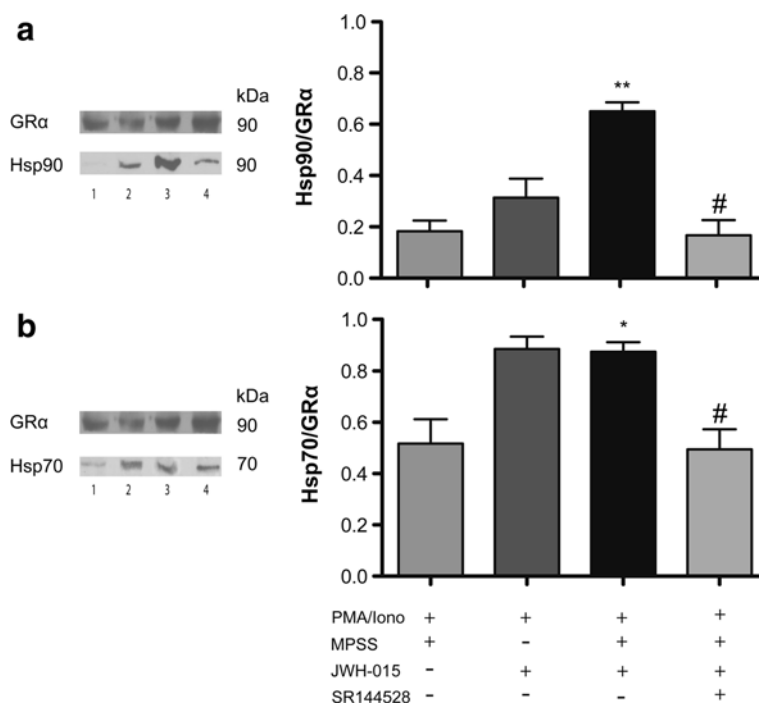 a
kDa
GRα 90
Hsp90 90
1 2 3 4
Hsp90/GRα
1.0
0.8
0.6
0.4
0.2
0.0
**
#
b
kDa
GRα 90
Hsp70 70
1 2 3 4
Hsp70/GRα
1.0
0.8
0.6
0.4
0.2
0.0
*
#
PMA/Iono + + + +
MPSS + - + +
JWH-015 - + + +
SR144528 - - - +